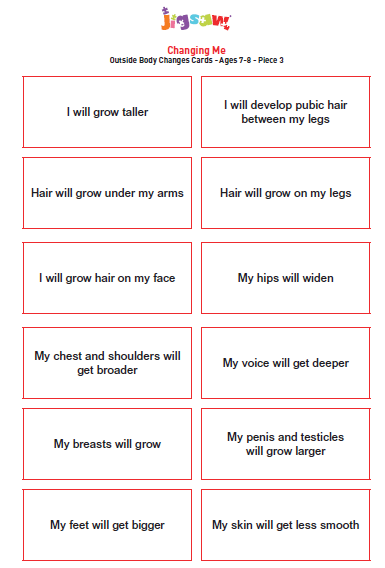 Jigsaw
Changing Me
Outside Body Changes Cards - Ages 7-8 - Piece 3
I will grow taller
I will develop pubic hair
between my legs
Hair will grow under my arms
Hair will grow on my legs
I will grow hair on my face
My hips will widen
My chest and shoulders will
get broader
My voice will get deeper
My breasts will grow
My penis and testicles
will grow larger
My feet will get bigger
My skin will get less smooth